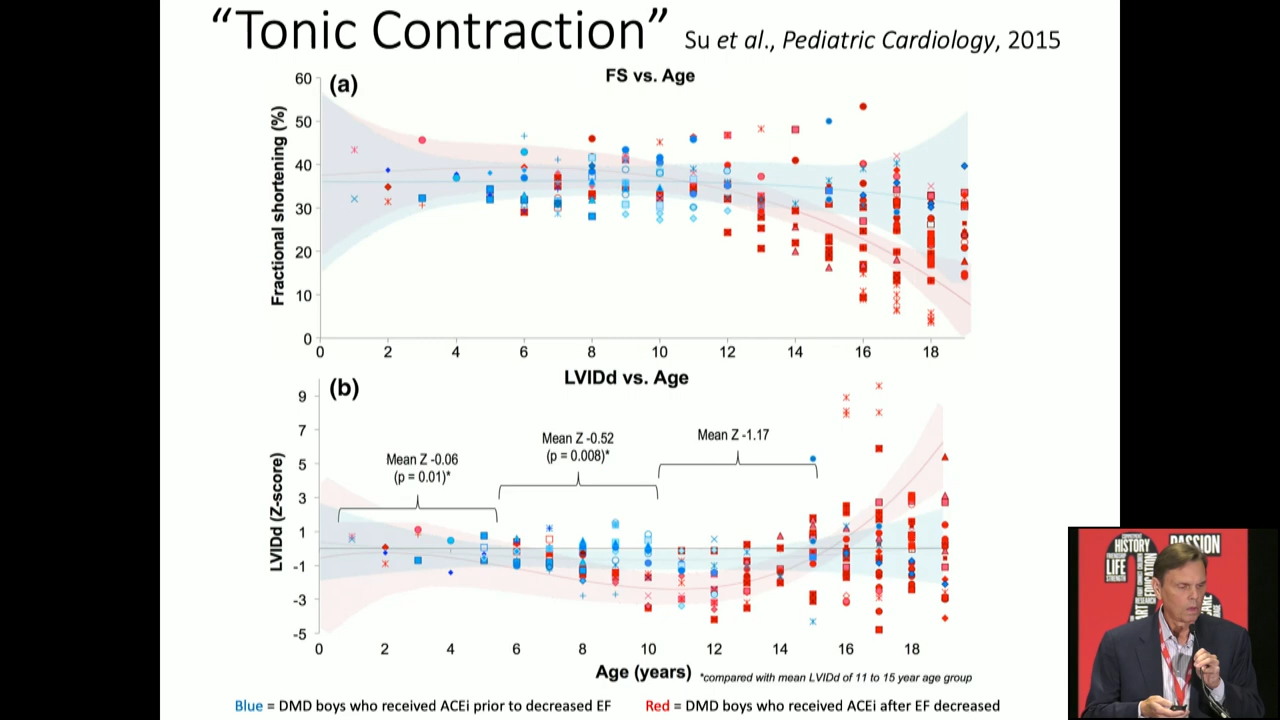 “Tonic Contraction” Su et al., Pediatric Cardiology, 2015
FS vs. Age
(a)
Fractional shortening (%)
60
50
40
30
20
10
0
0 2 4 6 8 10 12 14 16 18
LVIDd vs. Age
(b)
LVIDd (Z-score)
9
7
5
3
1
-1
-3
-5
Mean Z -0.06
(p = 0.01)*
Mean Z -0.52
(p = 0.008)*
Mean Z -1.17
0 2 4 6 8 10 12 14 16 18
Age (years) *compared with mean LVIDd of 11 to 15 year age group
Blue = DMD boys who received ACEi prior to decreased EF Red = DMD boys who received ACEi after EF decreased
HISTORY
LIFE
STRENGTH
EDUCATION
PASSION